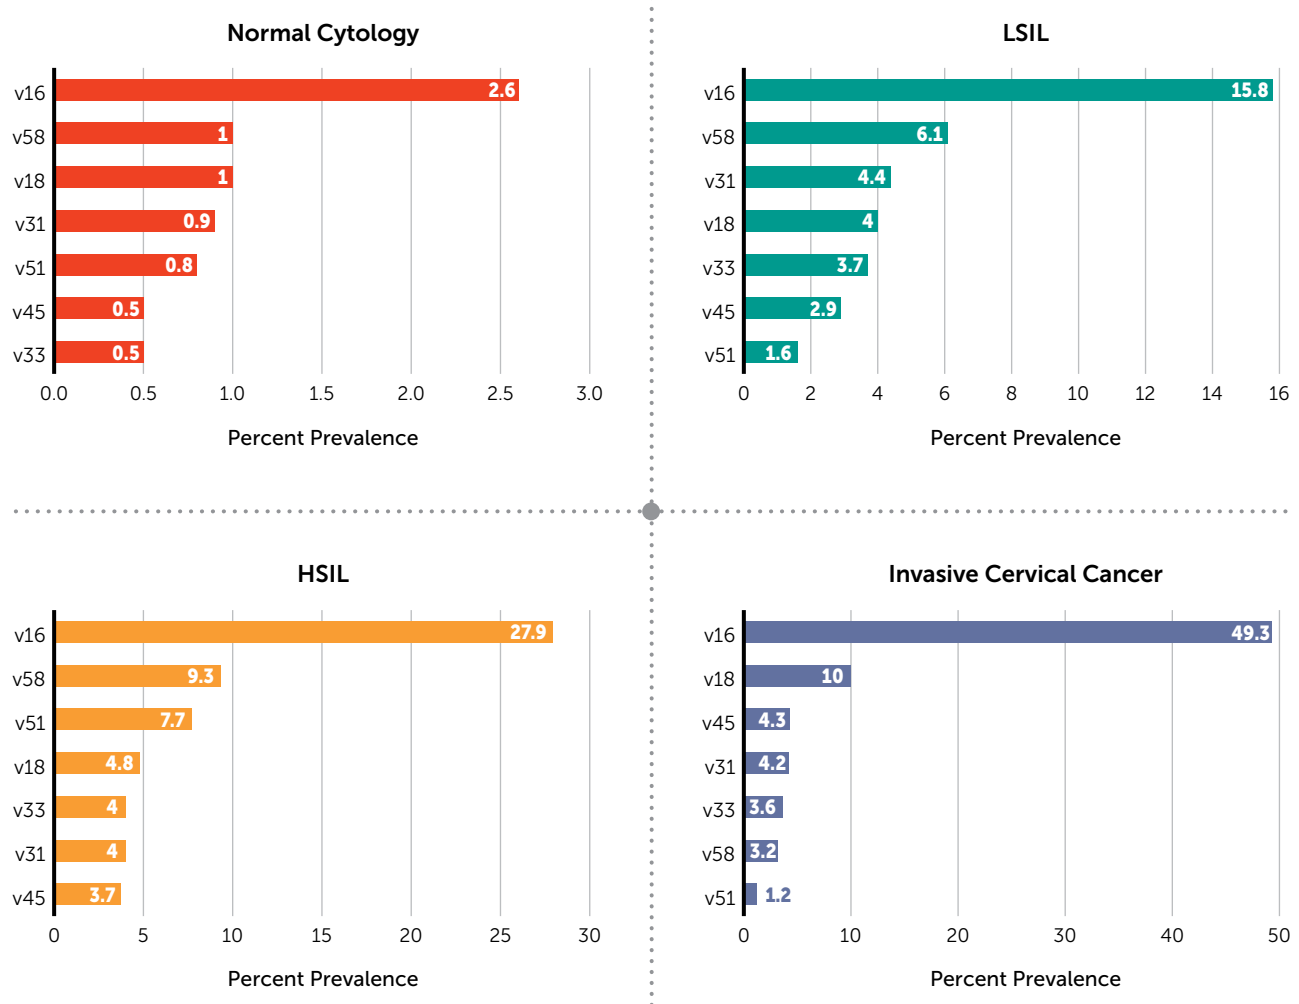 Normal Cytology
v16 2.6
v58 1
v18 1
v31 0.9
v51 0.8
v45 0.5
v33 0.5
0.0 0.5 1.0 1.5 2.0 2.5 3.0
Percent Prevalence
LSIL
v16 15.8
v58 6.1
v31 4.4
v18 4
v33 3.7
v45 2.9
v51 1.6
0 2 4 6 8 10 12 14 16
Percent Prevalence
HSIL
v16 27.9
v58 9.3
v51 7.7
v18 4.8
v33 4
v31 4
v45 3.7
0 5 10 15 20 25 30
Percent Prevalence
Invasive Cervical Cancer
v16 49.3
v18 10
v45 4.3
v31 4.2
v33 3.6
v58 3.2
v51 1.2
0 10 20 30 40 50
Percent Prevalence